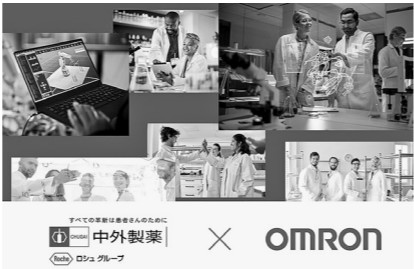 すべての革新は患者さんのために
CHUGAI 中外製薬 × OMRON
Roche ロシュ グループ